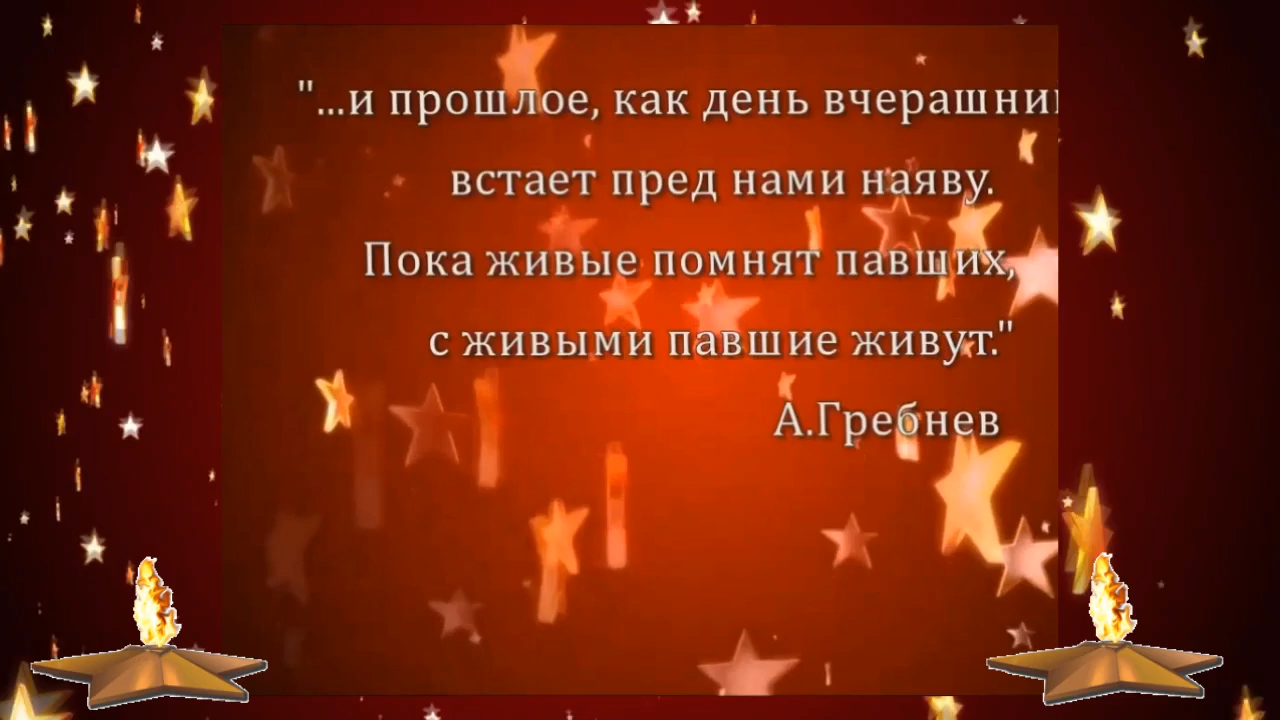 "...и прошлое, как день вчерашни
встает пред нами наяву.
Пока живые помнят павших,
с живыми павшие живут."
А.Гребнев